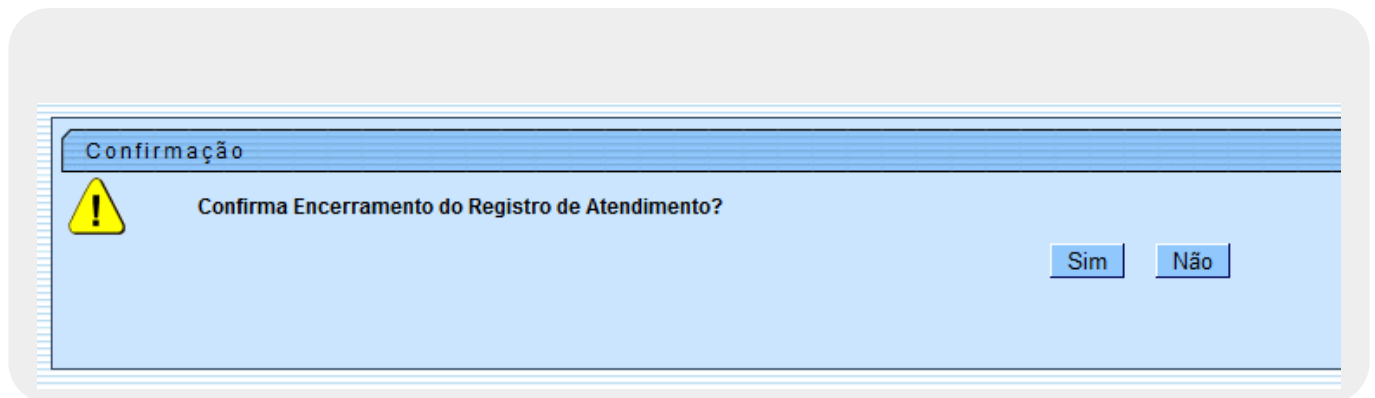 Confirmação
Confirma Encerramento do Registro de Atendimento?
Sim Não